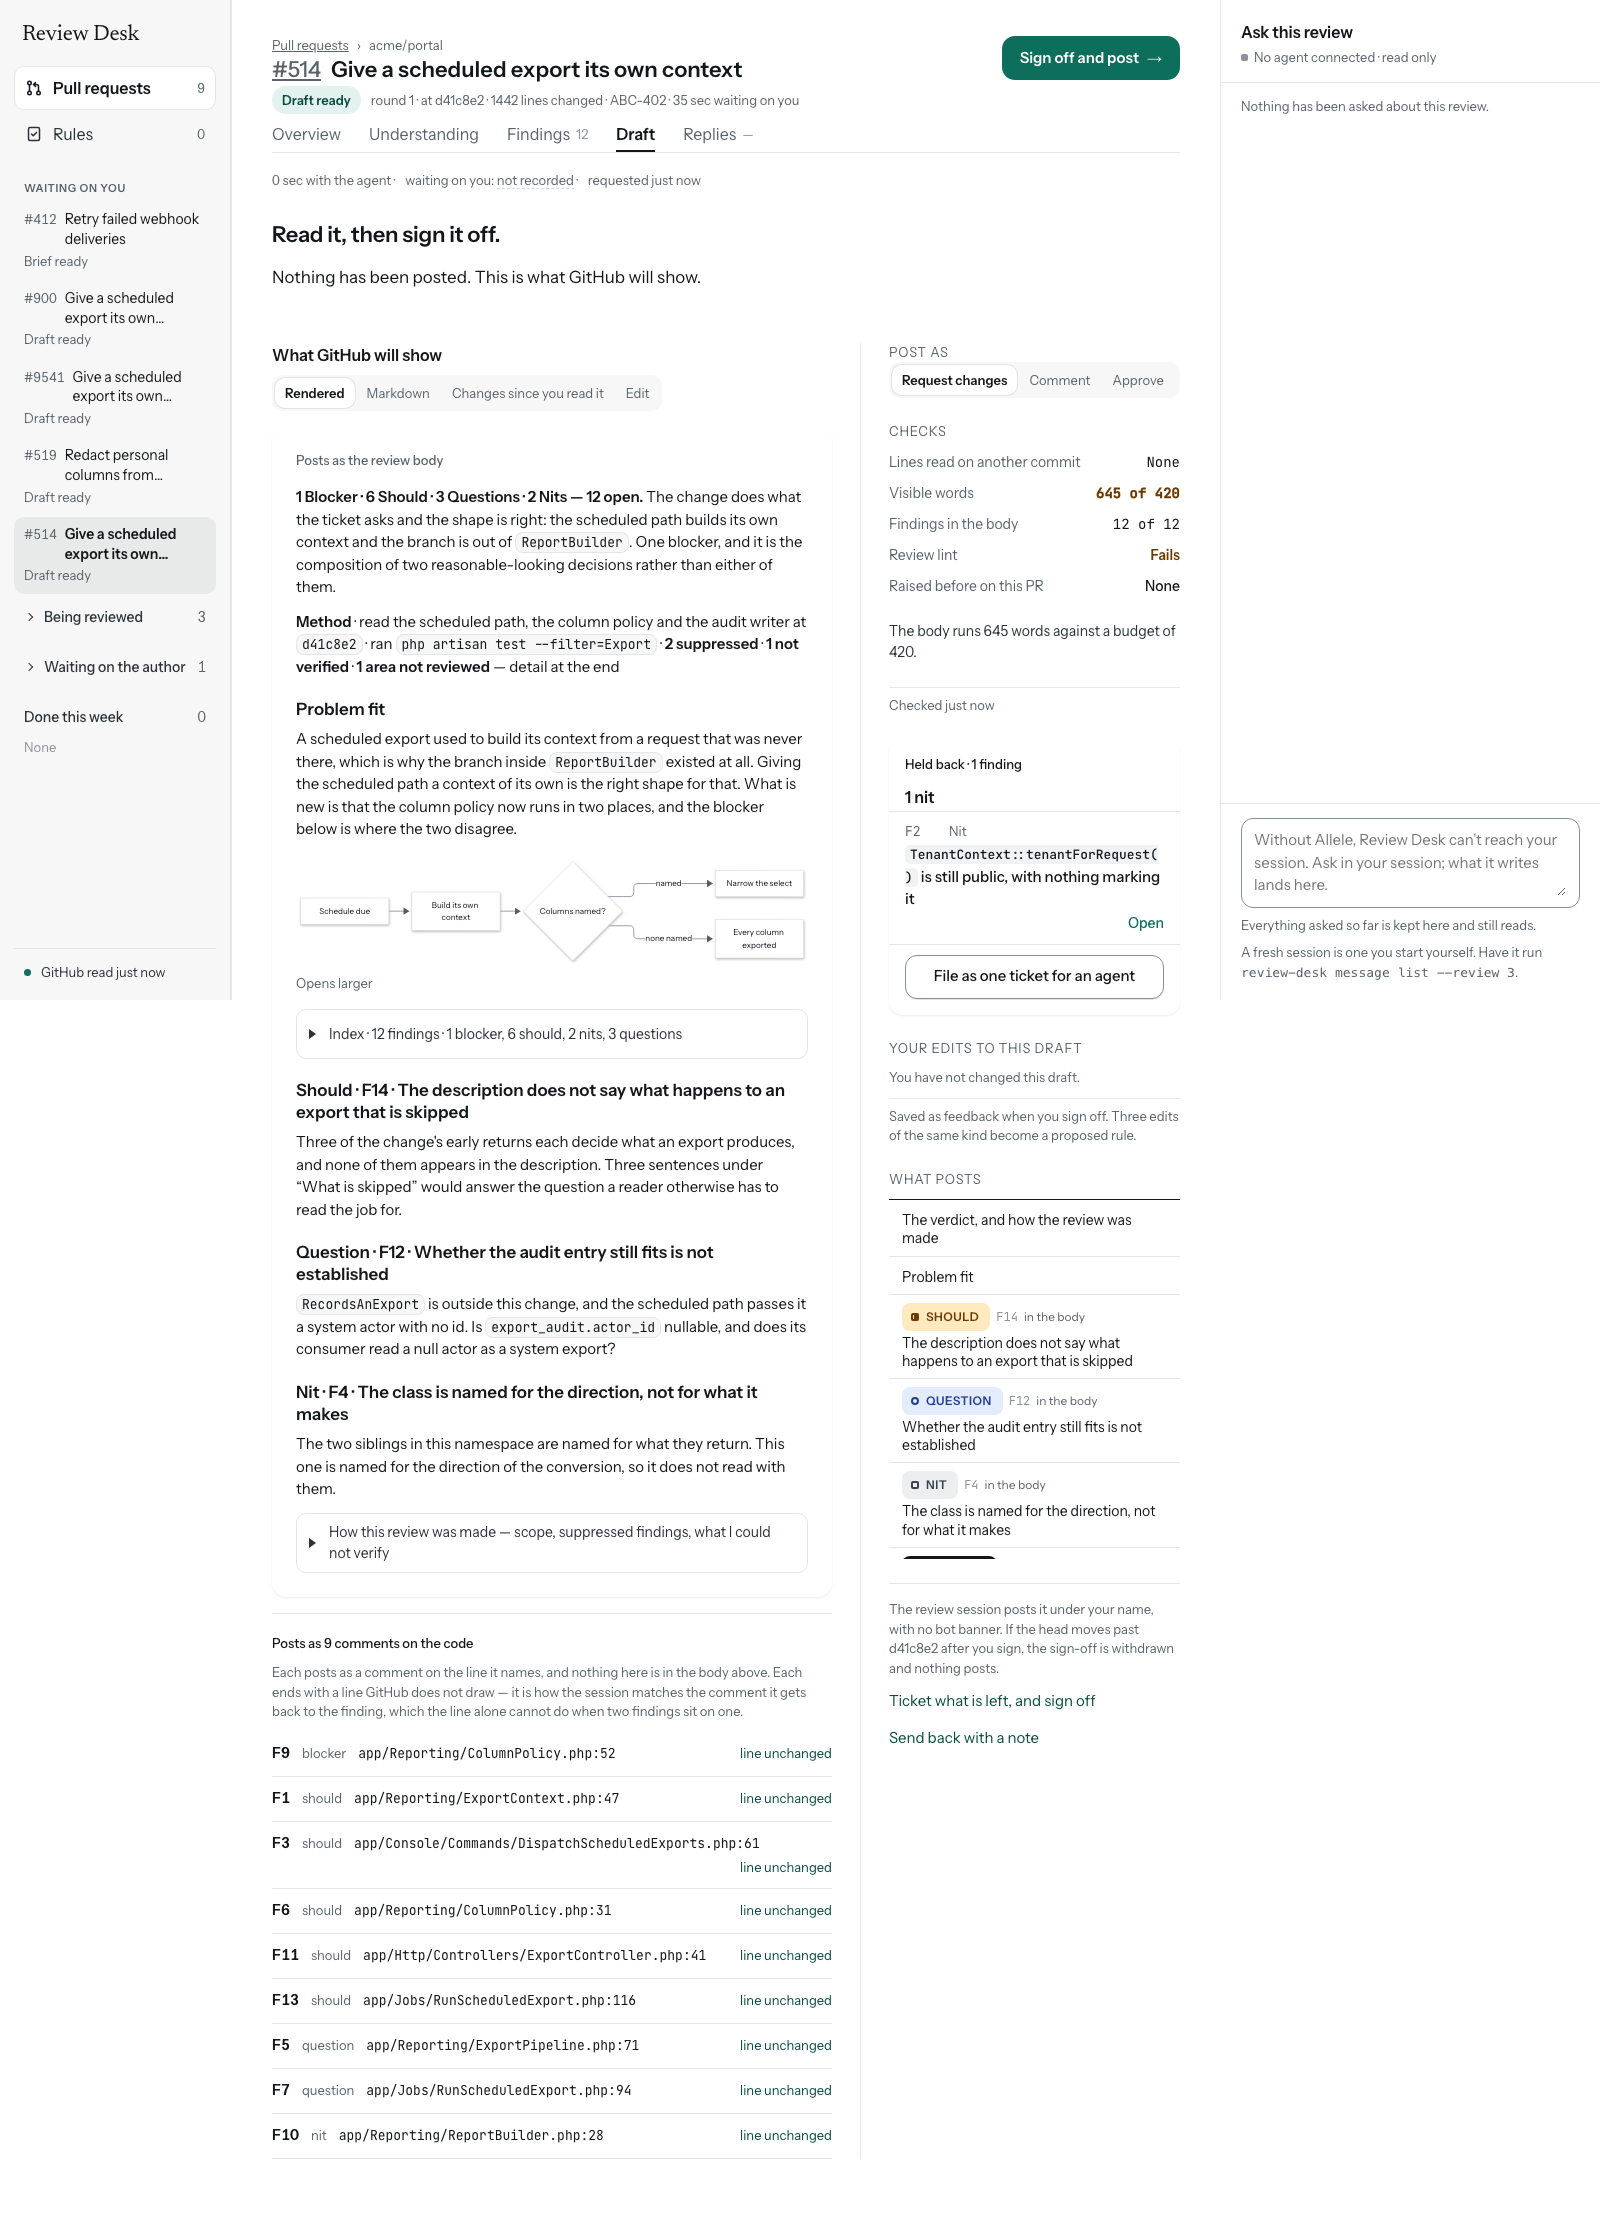 Review Desk
Pull requests 9
Rules 0
WAITING ON YOU
#412 Retry failed webhook
deliveries
Brief ready
#900 Give a scheduled
export its own...
Draft ready
#9541 Give a scheduled
export its own...
Draft ready
#519 Redact personal
columns from...
Draft ready
#514 Give a scheduled
export its own...
Draft ready
Being reviewed 3
Waiting on the author 1
Done this week 0
None
GitHub read just now
Pull requests › acme/portal
#514 Give a scheduled export its own context
Sign off and post →
Draft ready round 1 · at d41c8e2 · 1442 lines changed · ABC-402 · 35 sec waiting on you
Overview Understanding Findings 12 Draft Replies —
0 sec with the agent · waiting on you: not recorded · requested just now
Read it, then sign it off.
Nothing has been posted. This is what GitHub will show.
What GitHub will show
Rendered Markdown Changes since you read it Edit
Posts as the review body
1 Blocker · 6 Should · 3 Questions · 2 Nits — 12 open. The change does what
the ticket asks and the shape is right: the scheduled path builds its own
context and the branch is out of ReportBuilder. One blocker, and it is the
composition of two reasonable-looking decisions rather than either of
them.
Method · read the scheduled path, the column policy and the audit writer at
d41c8e2 · ran php artisan test --filter=Export · 2 suppressed · 1 not
verified · 1 area not reviewed — detail at the end
Problem fit
A scheduled export used to build its context from a request that was never
there, which is why the branch inside ReportBuilder existed at all. Giving
the scheduled path a context of its own is the right shape for that. What is
new is that the column policy now runs in two places, and the blocker
below is where the two disagree.
Schedule due
Build its own
context
Columns named?
named
Narrow the select
none named
Every column
exported
Opens larger
Index · 12 findings · 1 blocker, 6 should, 2 nits, 3 questions
Should · F14 · The description does not say what happens to an
export that is skipped
Three of the change's early returns each decide what an export produces,
and none of them appears in the description. Three sentences under
“What is skipped” would answer the question a reader otherwise has to
read the job for.
Question · F12 · Whether the audit entry still fits is not
established
RecordsAnExport is outside this change, and the scheduled path passes it
a system actor with no id. Is export_audit.actor_id nullable, and does its
consumer read a null actor as a system export?
Nit · F4 · The class is named for the direction, not for what it
makes
The two siblings in this namespace are named for what they return. This
one is named for the direction of the conversion, so it does not read with
them.
How this review was made — scope, suppressed findings, what I could
not verify
Posts as 9 comments on the code
Each posts as a comment on the line it names, and nothing here is in the body above. Each
ends with a line GitHub does not draw — it is how the session matches the comment it gets
back to the finding, which the line alone cannot do when two findings sit on one.
F9 blocker app/Reporting/ColumnPolicy.php:52 line unchanged
F1 should app/Reporting/ExportContext.php:47 line unchanged
F3 should app/Console/Commands/DispatchScheduledExports.php:61
line unchanged
F6 should app/Reporting/ColumnPolicy.php:31 line unchanged
F11 should app/Http/Controllers/ExportController.php:41 line unchanged
F13 should app/Jobs/RunScheduledExport.php:116 line unchanged
F5 question app/Reporting/ExportPipeline.php:71 line unchanged
F7 question app/Jobs/RunScheduledExport.php:94 line unchanged
F10 nit app/Reporting/ReportBuilder.php:28 line unchanged
POST AS
Request changes Comment Approve
CHECKS
Lines read on another commit None
Visible words 645 of 420
Findings in the body 12 of 12
Review lint Fails
Raised before on this PR None
The body runs 645 words against a budget of
420.
Checked just now
Held back · 1 finding
1 nit
F2 Nit
TenantContext::tenantForRequest(
) is still public, with nothing marking
it
Open
File as one ticket for an agent
YOUR EDITS TO THIS DRAFT
You have not changed this draft.
Saved as feedback when you sign off. Three edits
of the same kind become a proposed rule.
WHAT POSTS
The verdict, and how the review was
made
Problem fit
SHOULD F14 in the body
The description does not say what
happens to an export that is skipped
QUESTION F12 in the body
Whether the audit entry still fits is not
established
NIT F4 in the body
The class is named for the direction, not
for what it makes
The review session posts it under your name,
with no bot banner. If the head moves past
d41c8e2 after you sign, the sign-off is withdrawn
and nothing posts.
Ticket what is left, and sign off
Send back with a note
Ask this review
No agent connected · read only
Nothing has been asked about this review.
Without Allele, Review Desk can't reach your
session. Ask in your session; what it writes
lands here.
Everything asked so far is kept here and still reads.
A fresh session is one you start yourself. Have it run
review-desk message list --review 3.